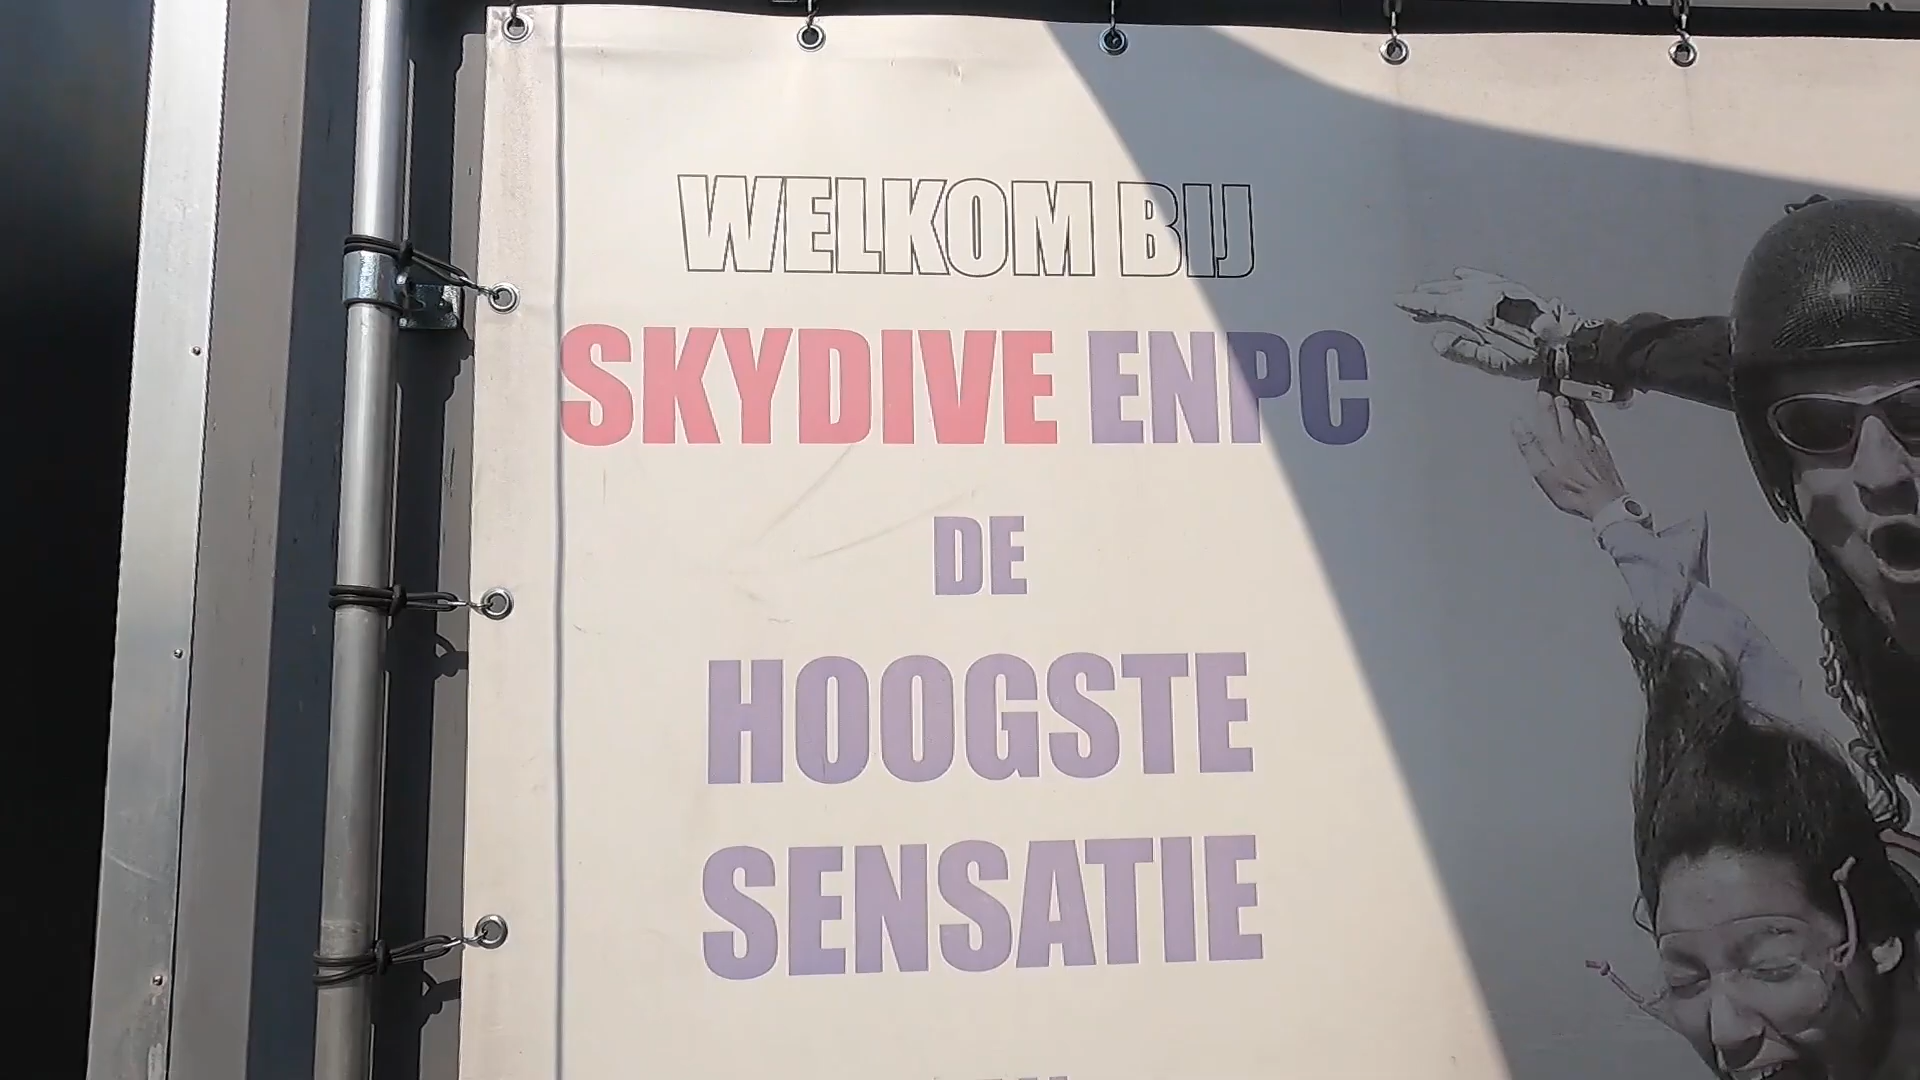 WELKOM BIJ
SKYDIVE ENPC
DE
HOOGSTE
SENSATIE